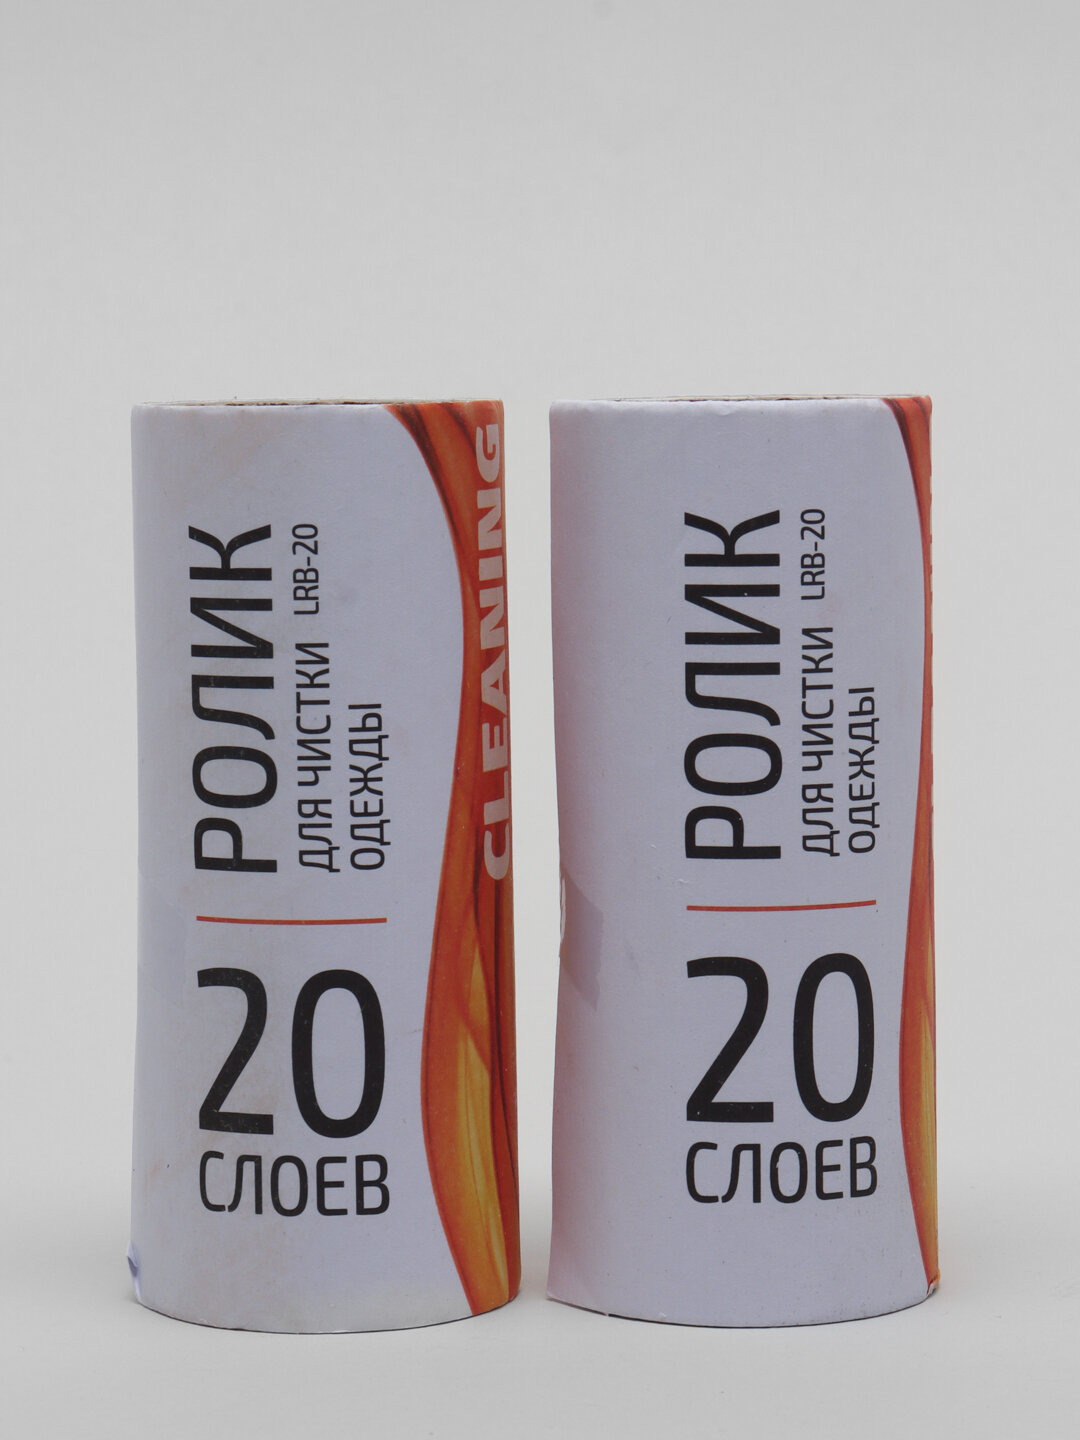 РОЛИК
ДЛЯ ЧИСТКИ LRB-20
ОДЕЖДЫ
20
СЛОЕВ
CLEANING
РОЛИК
ДЛЯ ЧИСТКИ LRB-20
ОДЕЖДЫ
20
СЛОЕВ